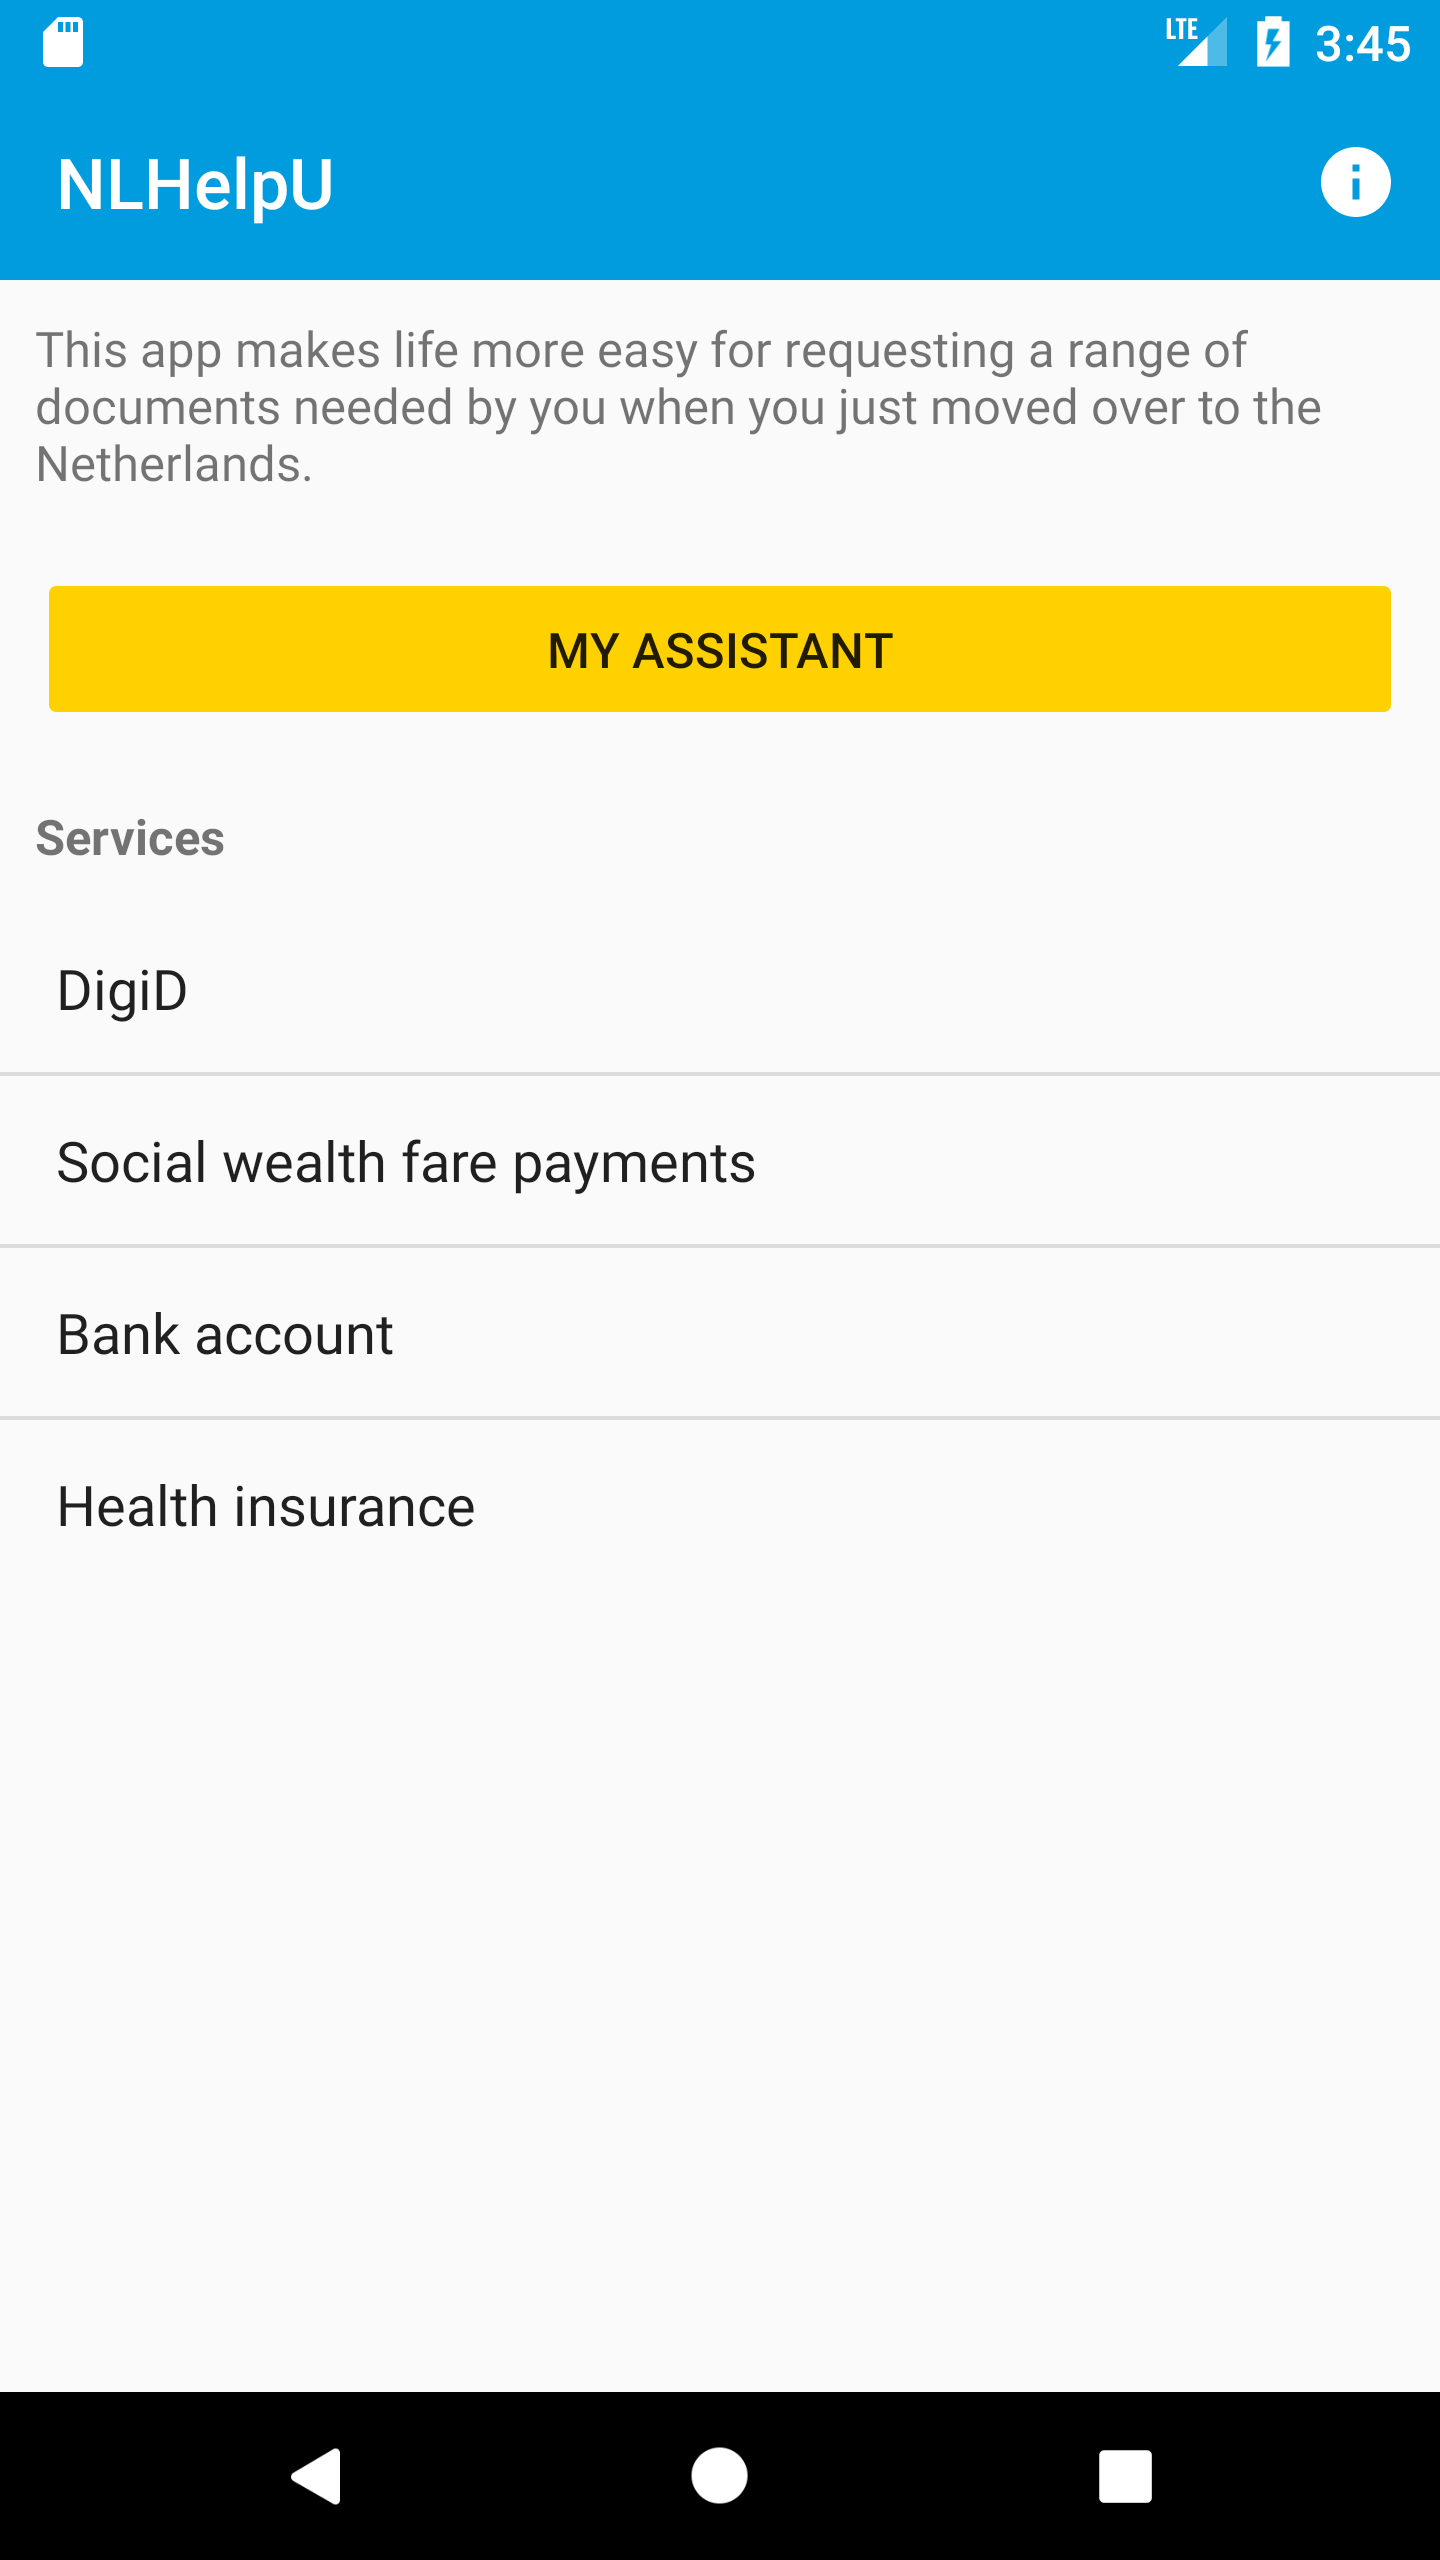 LTE 3:45
NLHelpU
This app makes life more easy for requesting a range of
documents needed by you when you just moved over to the
Netherlands.
MY ASSISTANT
Services
DigiD
Social wealth fare payments
Bank account
Health insurance